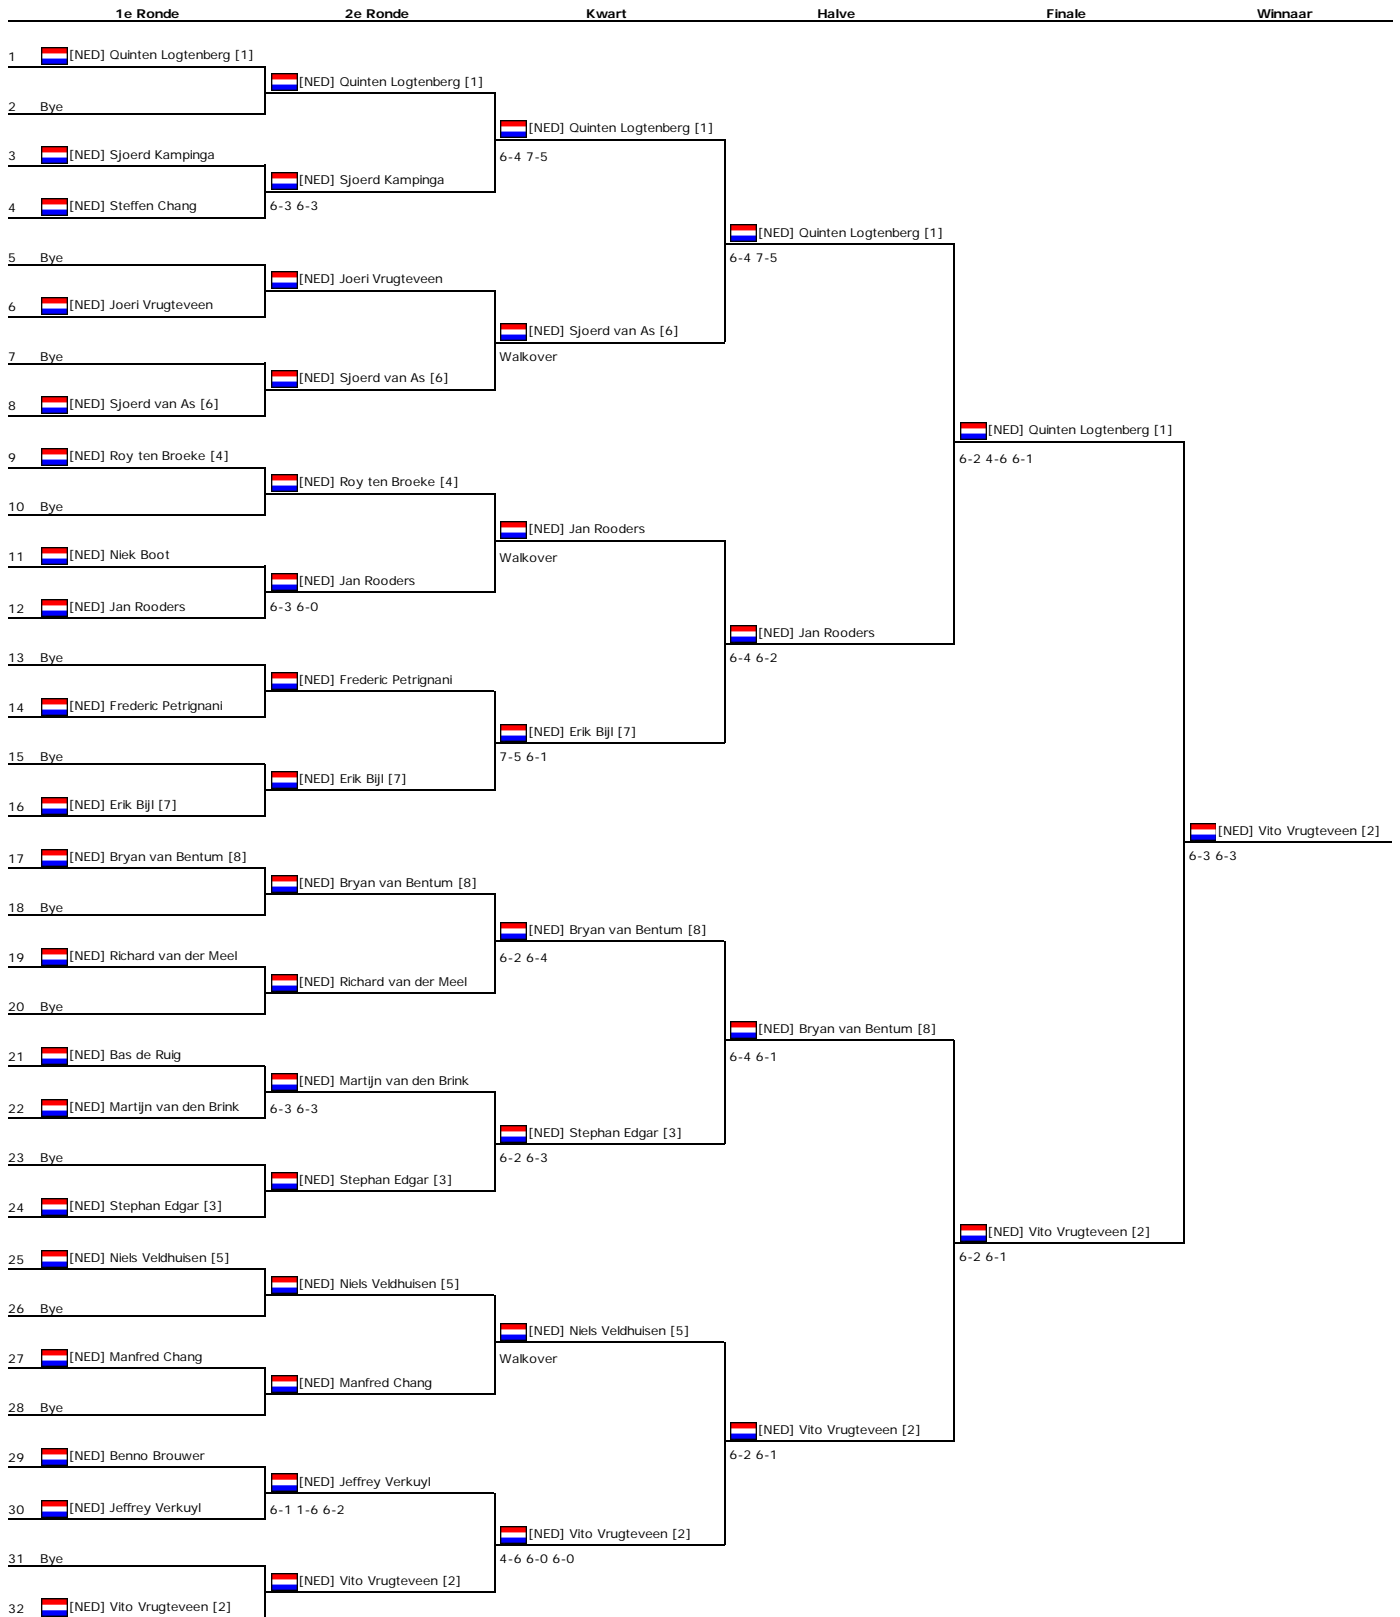 1e Ronde 2e Ronde Kwart Halve Finale Winnaar
1 [NED] Quinten Logtenberg [1]
[NED] Quinten Logtenberg [1]
2 Bye
[NED] Quinten Logtenberg [1]
3 [NED] Sjoerd Kampinga
6-4 7-5
[NED] Sjoerd Kampinga
4 [NED] Steffen Chang
6-3 6-3
[NED] Quinten Logtenberg [1]
5 Bye
6-4 7-5
[NED] Joeri Vrugteveen
6 [NED] Joeri Vrugteveen
[NED] Sjoerd van As [6]
7 Bye
Walkover
[NED] Sjoerd van As [6]
8 [NED] Sjoerd van As [6]
[NED] Quinten Logtenberg [1]
9 [NED] Roy ten Broeke [4]
6-2 4-6 6-1
[NED] Roy ten Broeke [4]
10 Bye
[NED] Jan Rooders
11 [NED] Niek Boot
Walkover
[NED] Jan Rooders
12 [NED] Jan Rooders
6-3 6-0
[NED] Jan Rooders
13 Bye
6-4 6-2
[NED] Frederic Petrignani
14 [NED] Frederic Petrignani
[NED] Erik Bijl [7]
15 Bye
7-5 6-1
[NED] Erik Bijl [7]
16 [NED] Erik Bijl [7]
[NED] Vito Vrugteveen [2]
17 [NED] Bryan van Bentum [8]
6-3 6-3
[NED] Bryan van Bentum [8]
18 Bye
[NED] Bryan van Bentum [8]
19 [NED] Richard van der Meel
6-2 6-4
[NED] Richard van der Meel
20 Bye
[NED] Bryan van Bentum [8]
21 [NED] Bas de Ruig
6-4 6-1
[NED] Martijn van den Brink
22 [NED] Martijn van den Brink
6-3 6-3
[NED] Stephan Edgar [3]
23 Bye
6-2 6-3
[NED] Stephan Edgar [3]
24 [NED] Stephan Edgar [3]
[NED] Vito Vrugteveen [2]
25 [NED] Niels Veldhuisen [5]
6-2 6-1
[NED] Niels Veldhuisen [5]
26 Bye
[NED] Niels Veldhuisen [5]
27 [NED] Manfred Chang
Walkover
[NED] Manfred Chang
28 Bye
[NED] Vito Vrugteveen [2]
29 [NED] Benno Brouwer
6-2 6-1
[NED] Jeffrey Verkuyl
30 [NED] Jeffrey Verkuyl
6-1 1-6 6-2
[NED] Vito Vrugteveen [2]
31 Bye
4-6 6-0 6-0
[NED] Vito Vrugteveen [2]
32 [NED] Vito Vrugteveen [2]